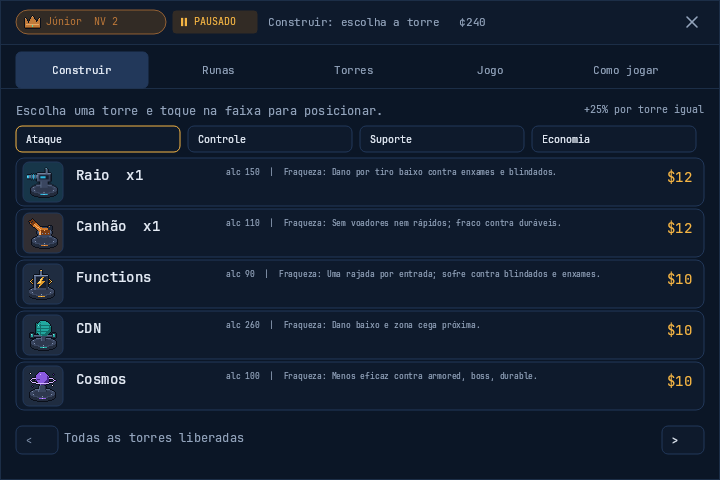 Júnior NV 2 PAUSADO Construir: escolha a torre $240
Construir Runas Torres Jogo Como jogar
Escolha uma torre e toque na faixa para posicionar. +25% por torre igual
Ataque Controle Suporte Economia
Raio x1 alc 150 | Fraqueza: Dano por tiro baixo contra enxames e blindados. $12
Canhão x1 alc 110 | Fraqueza: Sem voadores nem rápidos; fraco contra duráveis. $12
Functions alc 90 | Fraqueza: Uma rajada por entrada; sofre contra blindados e enxames. $10
CDN alc 260 | Fraqueza: Dano baixo e zona cega próxima. $10
Cosmos alc 100 | Fraqueza: Menos eficaz contra armored, boss, durable. $10
< Todas as torres liberadas >